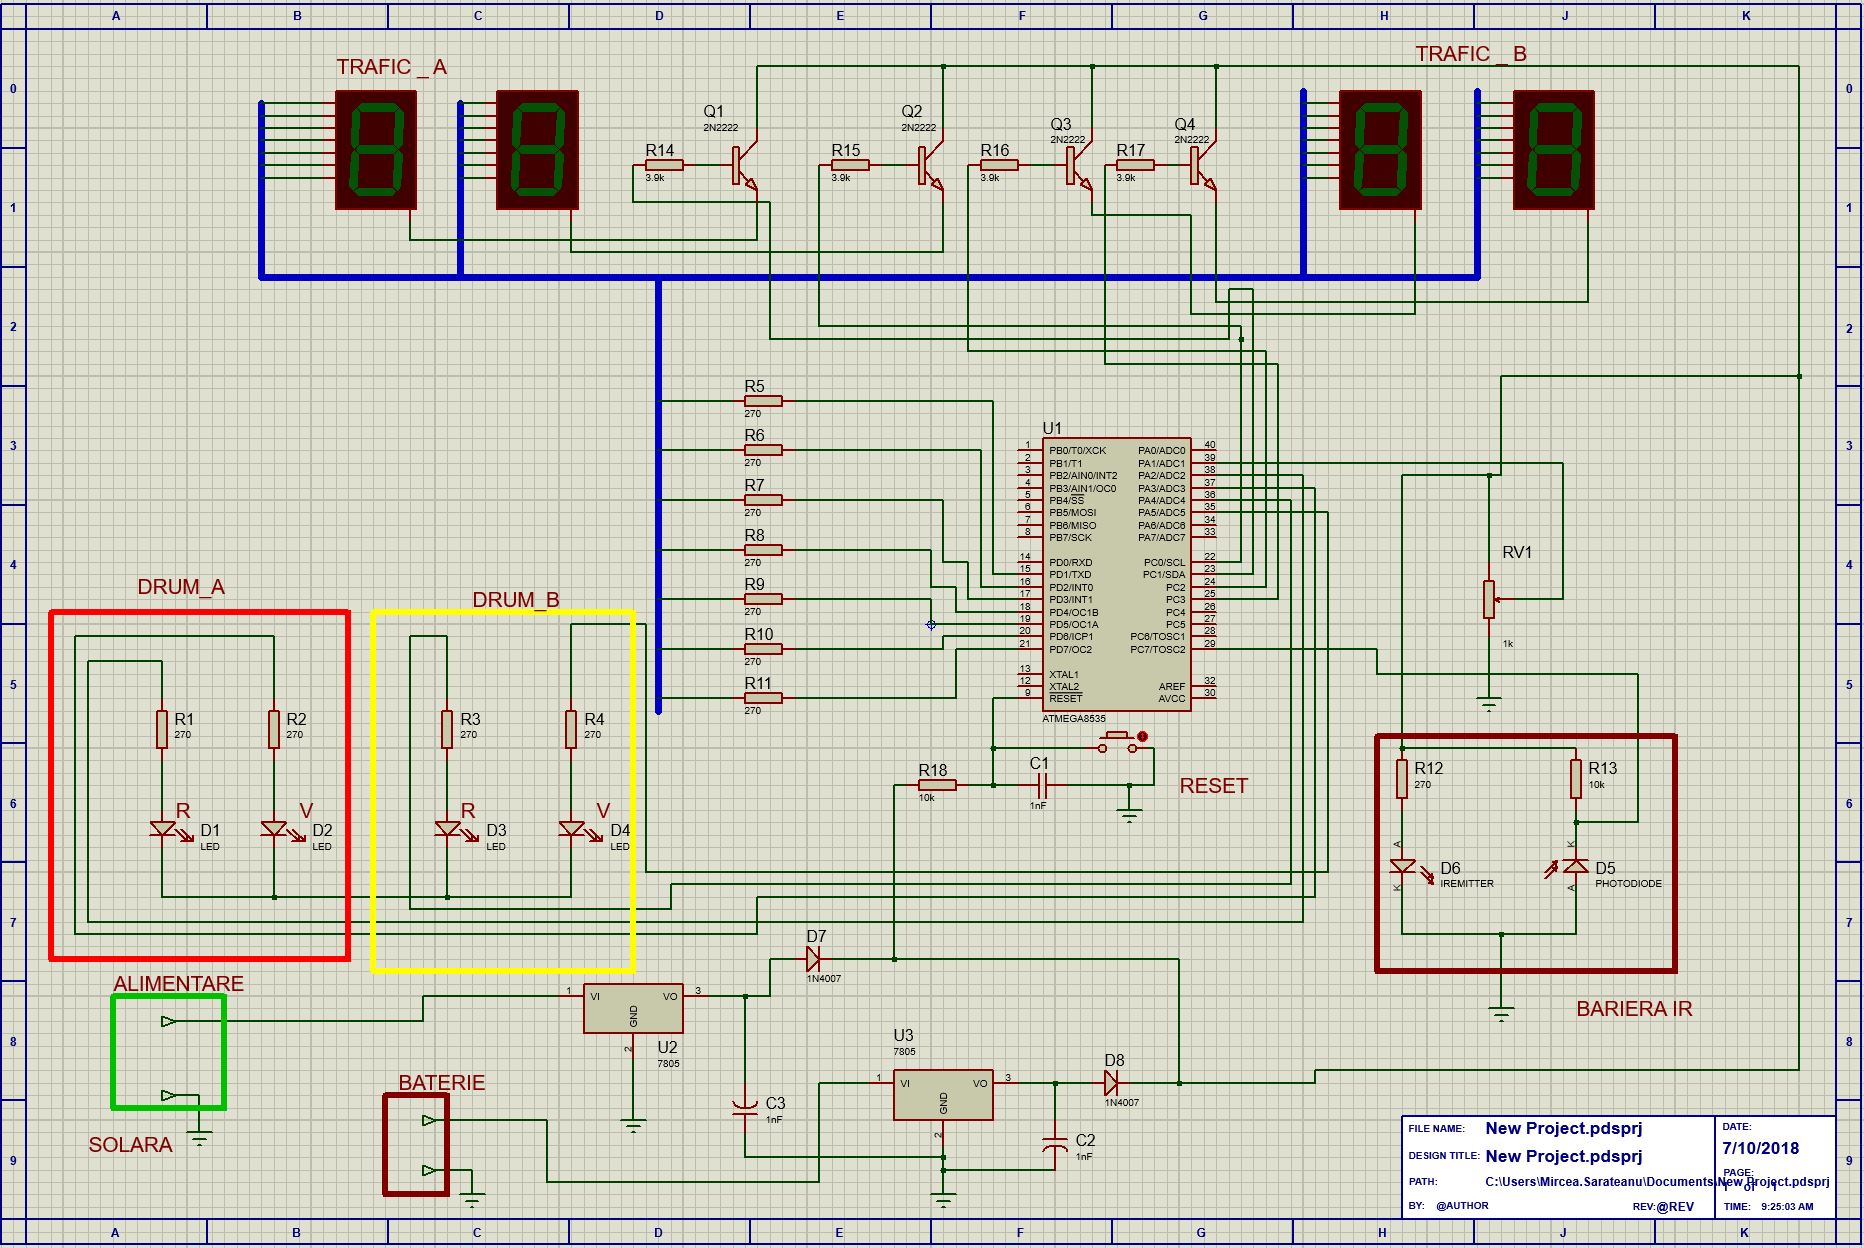 A B C D E F G H J K
TRAFIC _ A
TRAFIC _ B
0 0
Q1
2N2222
Q2
2N2222
Q3
2N2222
Q4
2N2222
R14
3.9k
R15
3.9k
R16
3.9k
R17
3.9k
1 1
2 2
R5
270
R6
270
R7
270
R8
270
R9
270
R10
270
R11
270
3 3
U1
1 PB0/T0/XCK PA0/ADC0 40
2 PB1/T1 PA1/ADC1 39
3 PB2/AIN0/INT2 PA2/ADC2 38
4 PB3/AIN1/OC0 PA3/ADC3 37
5 PB4/SS PA4/ADC4 36
6 PB5/MOSI PA5/ADC5 35
7 PB6/MISO PA6/ADC6 34
8 PB7/SCK PA7/ADC7 33
14 PD0/RXD PC0/SCL 22
15 PD1/TXD PC1/SDA 23
16 PD2/INT0 PC2 24
17 PD3/INT1 PC3 25
18 PD4/OC1B PC4 26
19 PD5/OC1A PC5 27
20 PD6/ICP1 PC6/TOSC1 28
21 PD7/OC2 PC7/TOSC2 29
13 XTAL1
12 XTAL2 AREF 32
9 RESET AVCC 30
ATMEGA8535
RV1
1k
4 4
DRUM_A
DRUM_B
5 5
R1
270
R2
270
R3
270
R4
270
R18
10k
C1
1nF
RESET
R12
270
R13
10k
6 6
R
D1
LED
V
D2
LED
R
D3
LED
V
D4
LED
A
K
D6
IREMITTER
K
A
D5
PHOTODIODE
7 7
D7
1N4007
ALIMENTARE
BARIERA IR
1 VI VO 3
GND
2
U2
7805
8 8
U3
7805
1 VI VO 3
GND
2
D8
1N4007
BATERIE
C3
1nF
C2
1nF
SOLARA
9 9
FILE NAME: New Project.pdsprj
DESIGN TITLE: New Project.pdsprj
PATH: C:\Users\Mircea.Sarateanu\Documents\New Project.pdsprj
BY: @AUTHOR
REV:@REV
DATE:
7/10/2018
PAGE:
1 of 1
TIME: 9:25:03 AM
A B C D E F G H J K